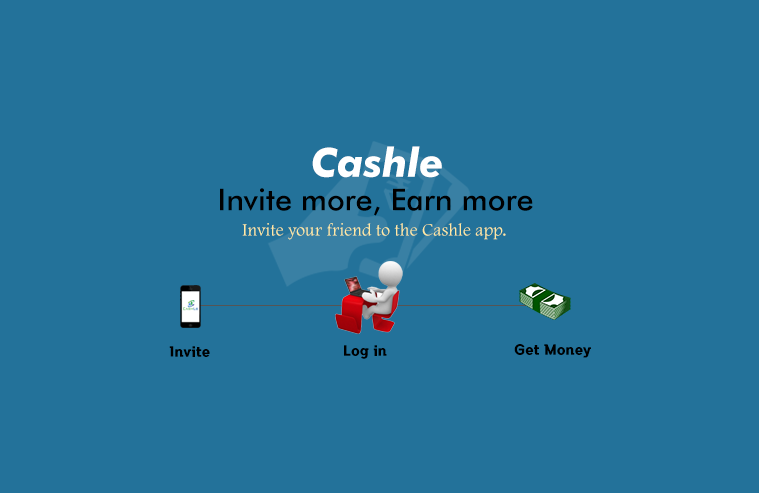 Cashle
Invite more, Earn more
Invite your friend to the Cashle app.
Invite
Log in
Get Money